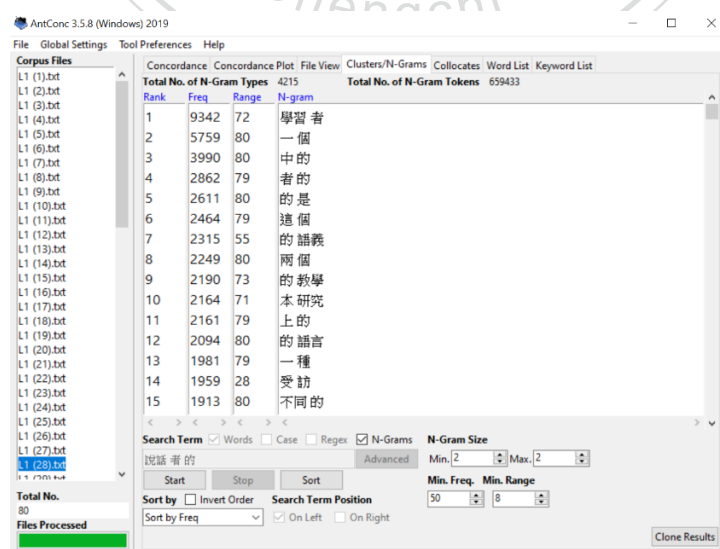 AntConc 3.5.8 (Windows) 2019
File Global Settings Tool Preferences Help
Corpus Files
L1 (1).txt
L1 (2).txt
L1 (3).txt
L1 (4).txt
L1 (5).txt
L1 (6).txt
L1 (7).txt
L1 (8).txt
L1 (9).txt
L1 (10).txt
L1 (11).txt
L1 (12).txt
L1 (13).txt
L1 (14).txt
L1 (15).txt
L1 (16).txt
L1 (17).txt
L1 (18).txt
L1 (19).txt
L1 (20).txt
L1 (21).txt
L1 (22).txt
L1 (23).txt
L1 (24).txt
L1 (25).txt
L1 (26).txt
L1 (27).txt
L1 (28).txt
L1 (29).txt
Total No.
80
Files Processed
Concordance Concordance Plot File View Clusters/N-Grams Collocates Word List Keyword List
Total No. of N-Gram Types 4215 Total No. of N-Gram Tokens 659433
Rank Freq Range N-gram
1 9342 72 學習 者
2 5759 80 一 個
3 3990 80 中 的
4 2862 79 者 的
5 2611 80 的 是
6 2464 79 這 個
7 2315 55 的 語義
8 2249 80 兩 個
9 2190 73 的 教學
10 2164 71 本 研究
11 2161 79 上 的
12 2094 80 的 語言
13 1981 79 一 種
14 1959 28 受 訪
15 1913 80 不同 的
Search Term Words Case Regex N-Grams N-Gram Size
說話 者 的 Advanced Min. 2 Max. 2
Start Stop Sort Min. Freq. Min. Range
50 8
Sort by Invert Order Search Term Position
Sort by Freq On Left On Right
Clone Results